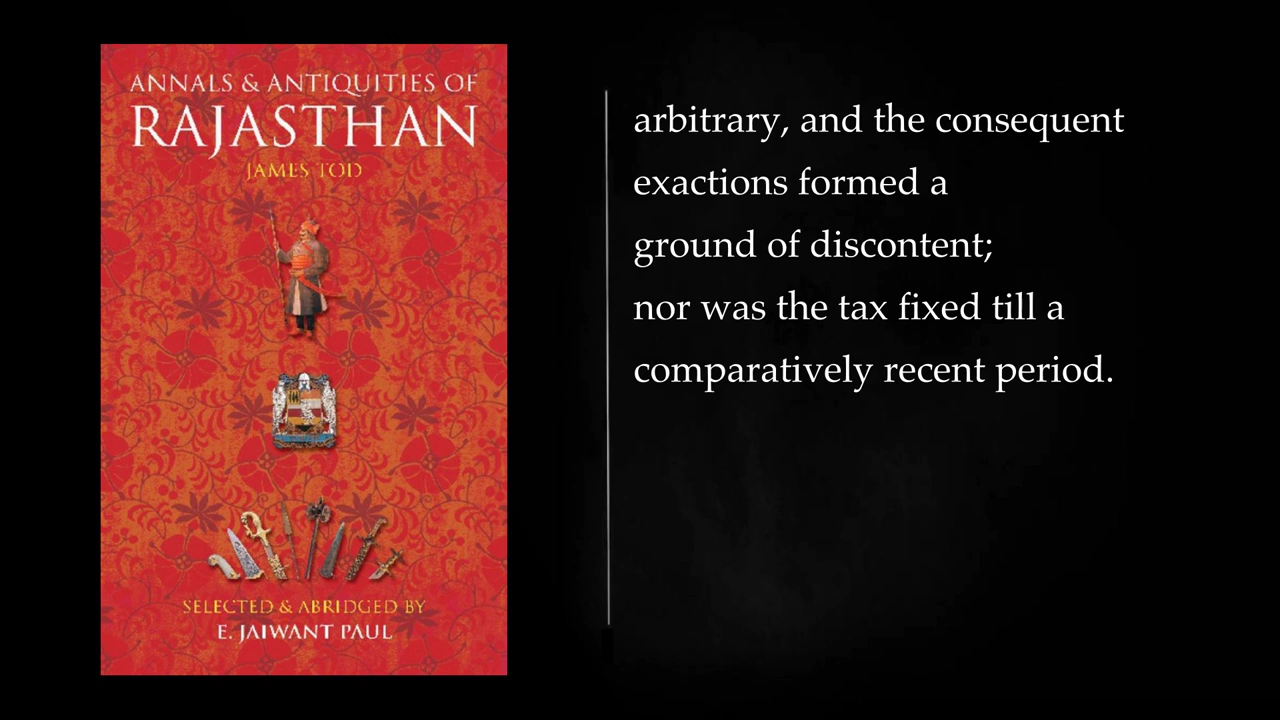 ANNALS & ANTIQUITIES OF
RAJASTHAN
JAMES TOD
SELECTED & ABRIDGED BY
E. JAIWANT PAUL
arbitrary, and the consequent
exactions formed a
ground of discontent;
nor was the tax fixed till a
comparatively recent period.